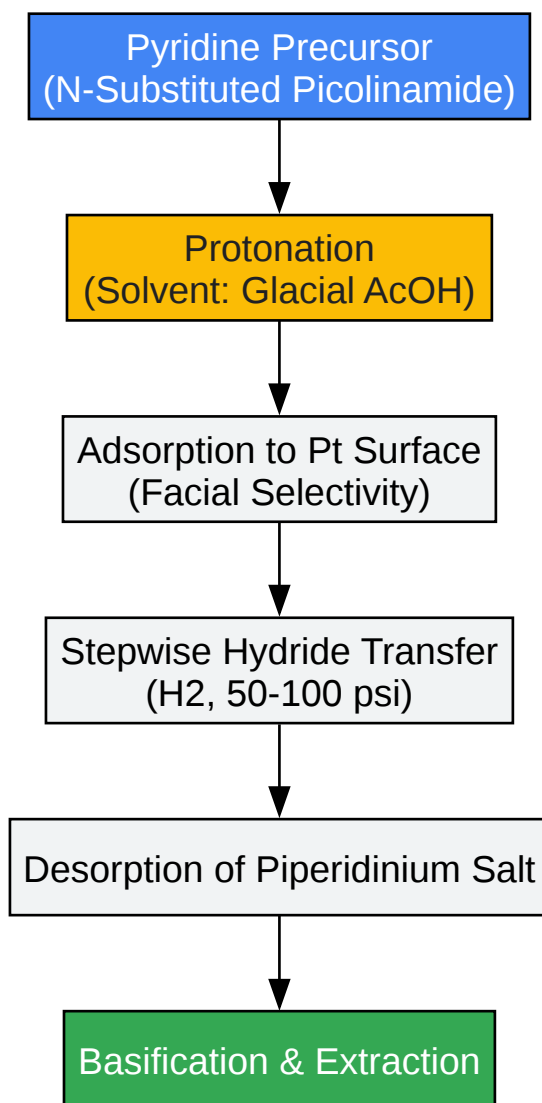 Pyridine Precursor
(N-Substituted Picolinamide)
Protonation
(Solvent: Glacial AcOH)
Adsorption to Pt Surface
(Facial Selectivity)
Stepwise Hydride Transfer
(H2, 50-100 psi)
Desorption of Piperidinium Salt
Basification & Extraction